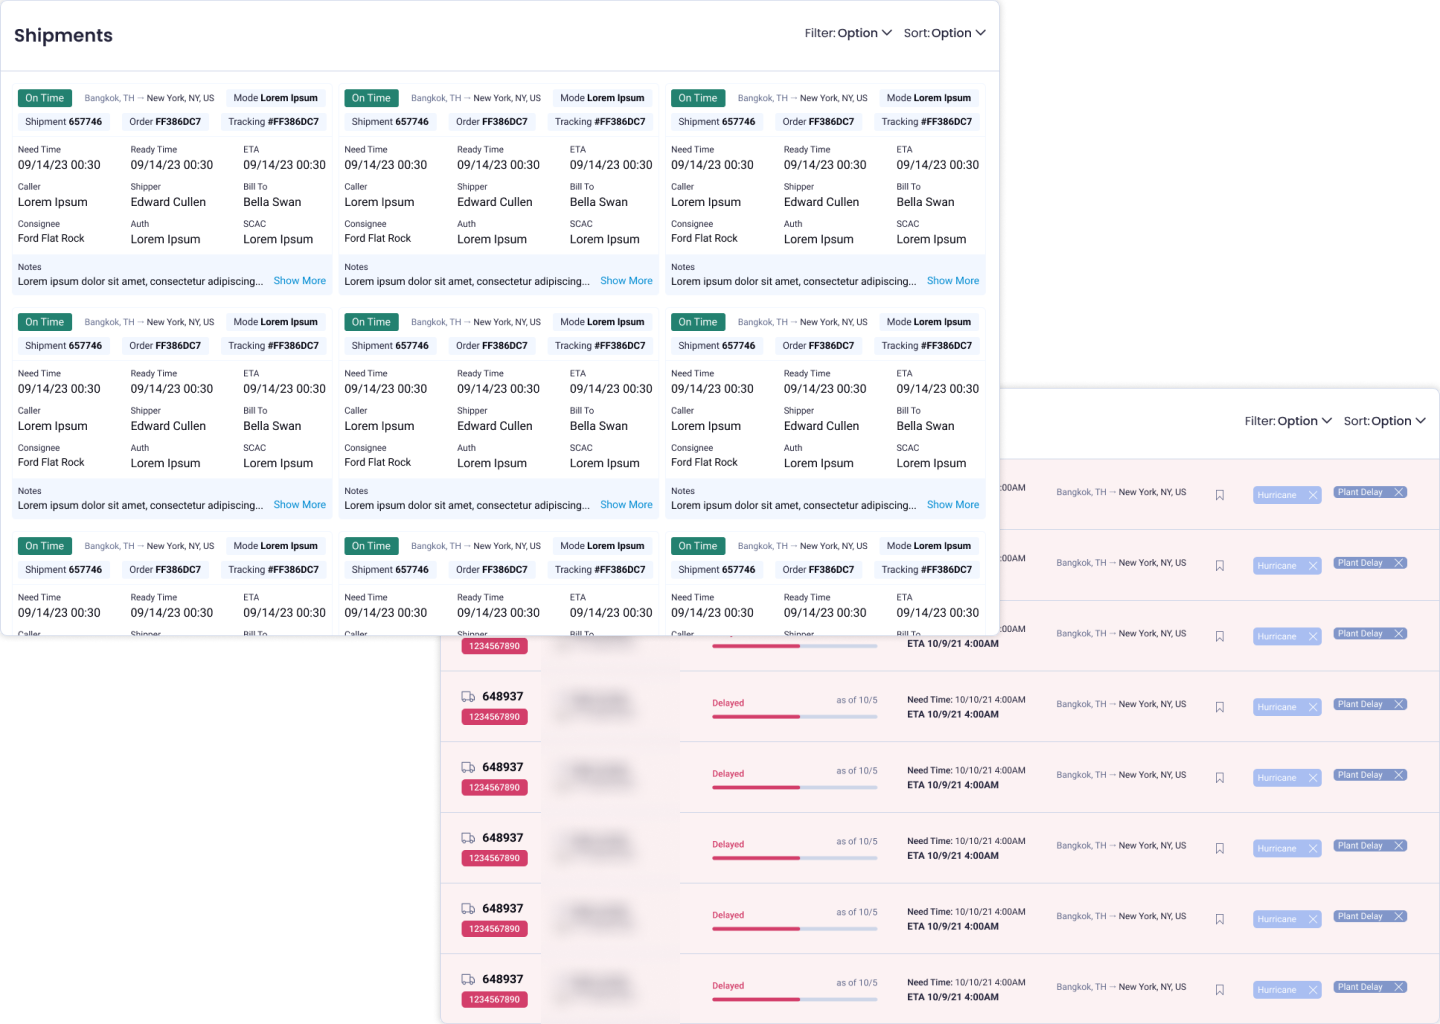 Shipments
Filter: Option Sort: Option
On Time Bangkok, TH → New York, NY, US Mode Lorem Ipsum On Time Bangkok, TH → New York, NY, US Mode Lorem Ipsum On Time Bangkok, TH → New York, NY, US Mode Lorem Ipsum
Shipment 657746 Order FF386DC7 Tracking #FF386DC7 Shipment 657746 Order FF386DC7 Tracking #FF386DC7 Shipment 657746 Order FF386DC7 Tracking #FF386DC7
Need Time Ready Time ETA Need Time Ready Time ETA Need Time Ready Time ETA
09/14/23 00:30 09/14/23 00:30 09/14/23 00:30 09/14/23 00:30 09/14/23 00:30 09/14/23 00:30 09/14/23 00:30 09/14/23 00:30 09/14/23 00:30
Caller Shipper Bill To Caller Shipper Bill To Caller Shipper Bill To
Lorem Ipsum Edward Cullen Bella Swan Lorem Ipsum Edward Cullen Bella Swan Lorem Ipsum Edward Cullen Bella Swan
Consignee Auth SCAC Consignee Auth SCAC Consignee Auth SCAC
Ford Flat Rock Lorem Ipsum Lorem Ipsum Ford Flat Rock Lorem Ipsum Lorem Ipsum Ford Flat Rock Lorem Ipsum Lorem Ipsum
Notes Notes Notes
Lorem ipsum dolor sit amet, consectetur adipiscing... Show More Lorem ipsum dolor sit amet, consectetur adipiscing... Show More Lorem ipsum dolor sit amet, consectetur adipiscing... Show More
On Time Bangkok, TH → New York, NY, US Mode Lorem Ipsum On Time Bangkok, TH → New York, NY, US Mode Lorem Ipsum On Time Bangkok, TH → New York, NY, US Mode Lorem Ipsum
Shipment 657746 Order FF386DC7 Tracking #FF386DC7 Shipment 657746 Order FF386DC7 Tracking #FF386DC7 Shipment 657746 Order FF386DC7 Tracking #FF386DC7
Need Time Ready Time ETA Need Time Ready Time ETA Need Time Ready Time ETA
09/14/23 00:30 09/14/23 00:30 09/14/23 00:30 09/14/23 00:30 09/14/23 00:30 09/14/23 00:30 09/14/23 00:30 09/14/23 00:30 09/14/23 00:30
Caller Shipper Bill To Caller Shipper Bill To Caller Shipper Bill To
Lorem Ipsum Edward Cullen Bella Swan Lorem Ipsum Edward Cullen Bella Swan Lorem Ipsum Edward Cullen Bella Swan
Consignee Auth SCAC Consignee Auth SCAC Consignee Auth SCAC
Ford Flat Rock Lorem Ipsum Lorem Ipsum Ford Flat Rock Lorem Ipsum Lorem Ipsum Ford Flat Rock Lorem Ipsum Lorem Ipsum
Notes Notes Notes
Lorem ipsum dolor sit amet, consectetur adipiscing... Show More Lorem ipsum dolor sit amet, consectetur adipiscing... Show More Lorem ipsum dolor sit amet, consectetur adipiscing... Show More
On Time Bangkok, TH → New York, NY, US Mode Lorem Ipsum On Time Bangkok, TH → New York, NY, US Mode Lorem Ipsum On Time Bangkok, TH → New York, NY, US Mode Lorem Ipsum
Shipment 657746 Order FF386DC7 Tracking #FF386DC7 Shipment 657746 Order FF386DC7 Tracking #FF386DC7 Shipment 657746 Order FF386DC7 Tracking #FF386DC7
Need Time Ready Time ETA Need Time Ready Time ETA Need Time Ready Time ETA
09/14/23 00:30 09/14/23 00:30 09/14/23 00:30 09/14/23 00:30 09/14/23 00:30 09/14/23 00:30 09/14/23 00:30 09/14/23 00:30 09/14/23 00:30
Caller Shipper Bill To Caller Shipper Bill To Caller Shipper Bill To
Filter: Option Sort: Option
:00AM Bangkok, TH → New York, NY, US Hurricane Plant Delay
:00AM Bangkok, TH → New York, NY, US Hurricane Plant Delay
:00AM Bangkok, TH → New York, NY, US Hurricane Plant Delay
1234567890 ETA 10/9/21 4:00AM
648937 Delayed as of 10/5 Need Time: 10/10/21 4:00AM Bangkok, TH → New York, NY, US Hurricane Plant Delay
1234567890 ETA 10/9/21 4:00AM
648937 Delayed as of 10/5 Need Time: 10/10/21 4:00AM Bangkok, TH → New York, NY, US Hurricane Plant Delay
1234567890 ETA 10/9/21 4:00AM
648937 Delayed as of 10/5 Need Time: 10/10/21 4:00AM Bangkok, TH → New York, NY, US Hurricane Plant Delay
1234567890 ETA 10/9/21 4:00AM
648937 Delayed as of 10/5 Need Time: 10/10/21 4:00AM Bangkok, TH → New York, NY, US Hurricane Plant Delay
1234567890 ETA 10/9/21 4:00AM
648937 Delayed as of 10/5 Need Time: 10/10/21 4:00AM Bangkok, TH → New York, NY, US Hurricane Plant Delay
1234567890 ETA 10/9/21 4:00AM